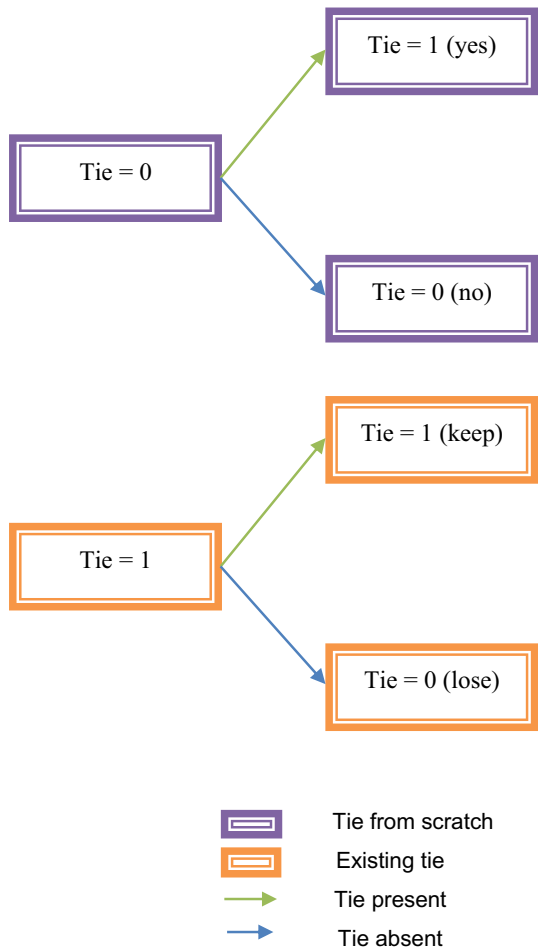 Tie = 1 (yes)
Tie = 0
Tie = 0 (no)
Tie = 1 (keep)
Tie = 1
Tie = 0 (lose)
Tie from scratch
Existing tie
Tie present
Tie absent